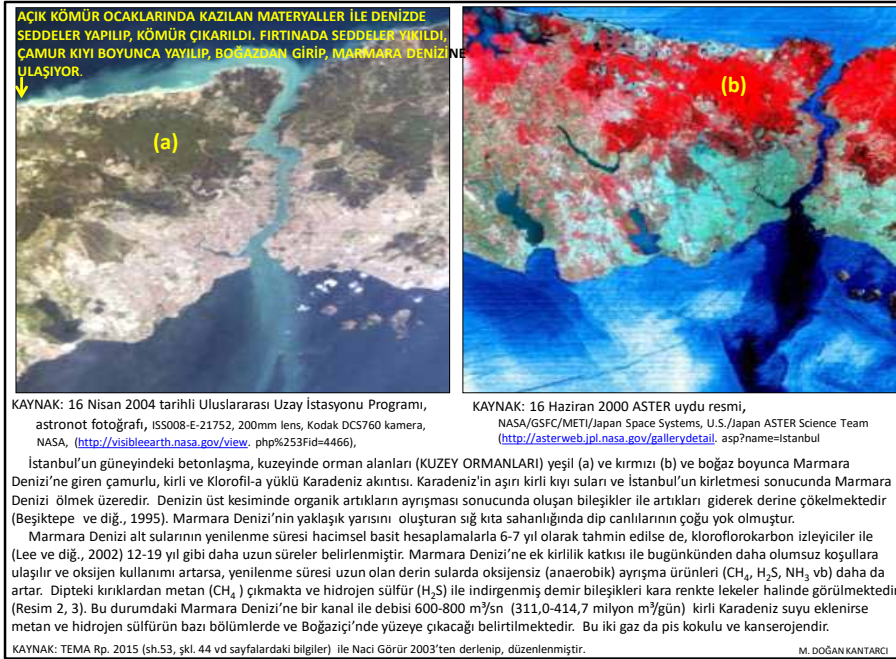 AÇIK KÖMÜR OCAKLARINDA KAZILAN MATERYALLER İLE DENİZDE
SEDDELER YAPILIP, KÖMÜR ÇIKARILDI. FIRTINADA SEDDELER YIKILDI,
ÇAMUR KIYI BOYUNCA YAYILIP, BOĞAZDAN GİRİP, MARMARA DENİZİNE
ULAŞIYOR.
(a)
(b)
KAYNAK: 16 Nisan 2004 tarihli Uluslararası Uzay İstasyonu Programı,
astronot fotoğrafı, ISS008-E-21752, 200mm lens, Kodak DCS760 kamera,
NASA, (http://visibleearth.nasa.gov/view. php%253Fid=4466),
KAYNAK: 16 Haziran 2000 ASTER uydu resmi,
NASA/GSFC/METI/Japan Space Systems, U.S./Japan ASTER Science Team
(http://asterweb.jpl.nasa.gov/gallerydetail. asp?name=Istanbul
İstanbul'un güneyindeki betonlaşma, kuzeyinde orman alanları (KUZEY ORMANLARI) yeşil (a) ve kırmızı (b) ve boğaz boyunca Marmara
Denizi'ne giren çamurlu, kirli ve Klorofil-a yüklü Karadeniz akıntısı. Karadeniz'in aşırı kirli kıyı suları ve İstanbul'un kirletmesi sonucunda Marmara
Denizi ölmek üzeredir. Denizin üst kesiminde organik artıkların ayrışması sonucunda oluşan bileşikler ile artıkları giderek derine çökelmektedir
(Beşiktepe ve diğ., 1995). Marmara Denizi'nin yaklaşık yarısını oluşturan sığ kıta sahanlığında dip canlılarının çoğu yok olmuştur.
Marmara Denizi alt sularının yenilenme süresi hacimsel basit hesaplamalarla 6-7 yıl olarak tahmin edilse de, kloroflorokarbon izleyiciler ile
(Lee ve diğ., 2002) 12-19 yıl gibi daha uzun süreler belirlenmiştir. Marmara Denizi'ne ek kirlilik katkısı ile bugünkünden daha olumsuz koşullara
ulaşılır ve oksijen kullanımı artarsa, yenilenme süresi uzun olan derin sularda oksijensiz (anaerobik) ayrışma ürünleri (CH₄, H₂S, NH₃ vb) daha da
artar. Dipteki kırıklardan metan (CH₄ ) çıkmakta ve hidrojen sülfür (H₂S) ile indirgenmiş demir bileşikleri kara renkte lekeler halinde görülmektedir
(Resim 2, 3). Bu durumdaki Marmara Denizi'ne bir kanal ile debisi 600-800 m³/sn (311,0-414,7 milyon m³/gün) kirli Karadeniz suyu eklenirse
metan ve hidrojen sülfürün bazı bölümlerde ve Boğaziçi'nde yüzeye çıkacağı belirtilmektedir. Bu iki gaz da pis kokulu ve kanserojendir.
KAYNAK: TEMA Rp. 2015 (sh.53, şkl. 44 vd sayfalardaki bilgiler) ile Naci Görür 2003'ten derlenip, düzenlenmiştir.
M. DOĞAN KANTARCI